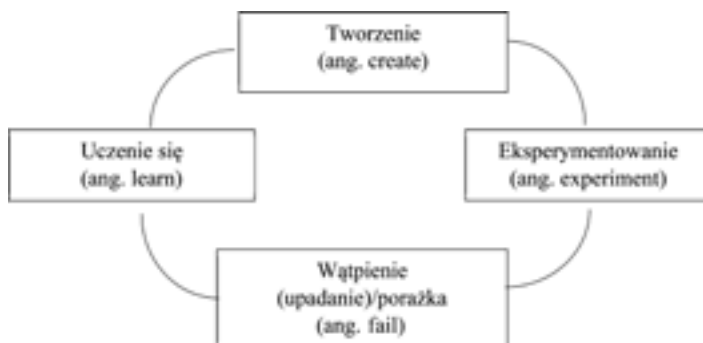 Tworzenie
(ang. create)
Uczenie się
(ang. learn)
Eksperymentowanie
(ang. experiment)
Wątpienie
(upadanie)/porażka
(ang. fail)